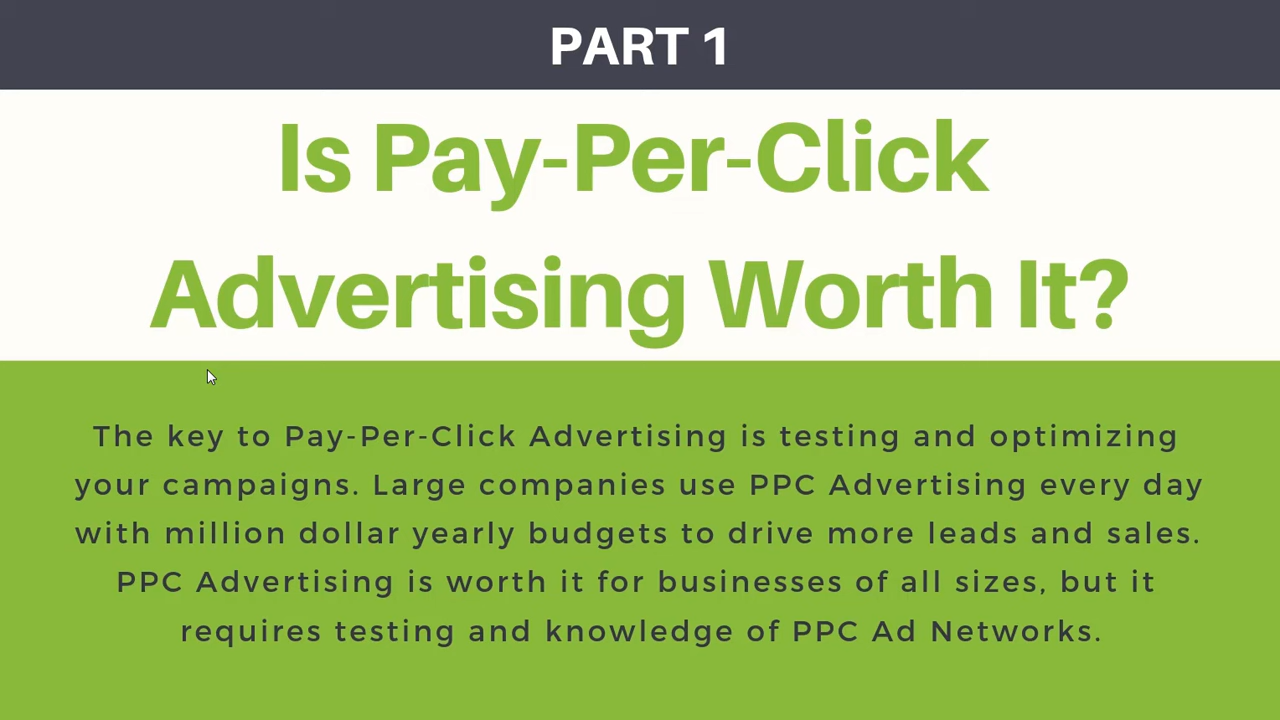 PART 1
Is Pay-Per-Click
Advertising Worth It?
The key to Pay-Per-Click Advertising is testing and optimizing
your campaigns. Large companies use PPC Advertising every day
with million dollar yearly budgets to drive more leads and sales.
PPC Advertising is worth it for businesses of all sizes, but it
requires testing and knowledge of PPC Ad Networks.